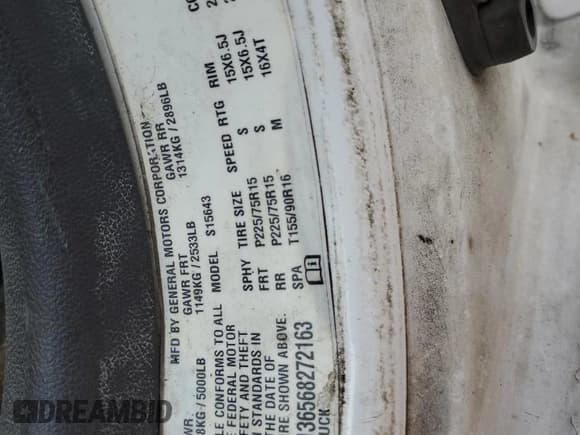 MFD BY GENERAL MOTORS CORPORATION
GAWR FRT GAWR RR
1149KG / 2533LB 1314KG / 2896LB
MODEL S15643
SPHY TIRE SIZE SPEED RTG RIM CO
FRT P225/75R15 S 15X6.5J
RR P225/75R15 S 15X6.5J
SPA T155/90R16 M 16X4T
8KG / 5000LB
LE CONFORMS TO ALL
E FEDERAL MOTOR
FETY AND THEFT
STANDARDS IN
THE DATE OF
RE SHOWN ABOVE.
136568272163
UCK
DREAMBID